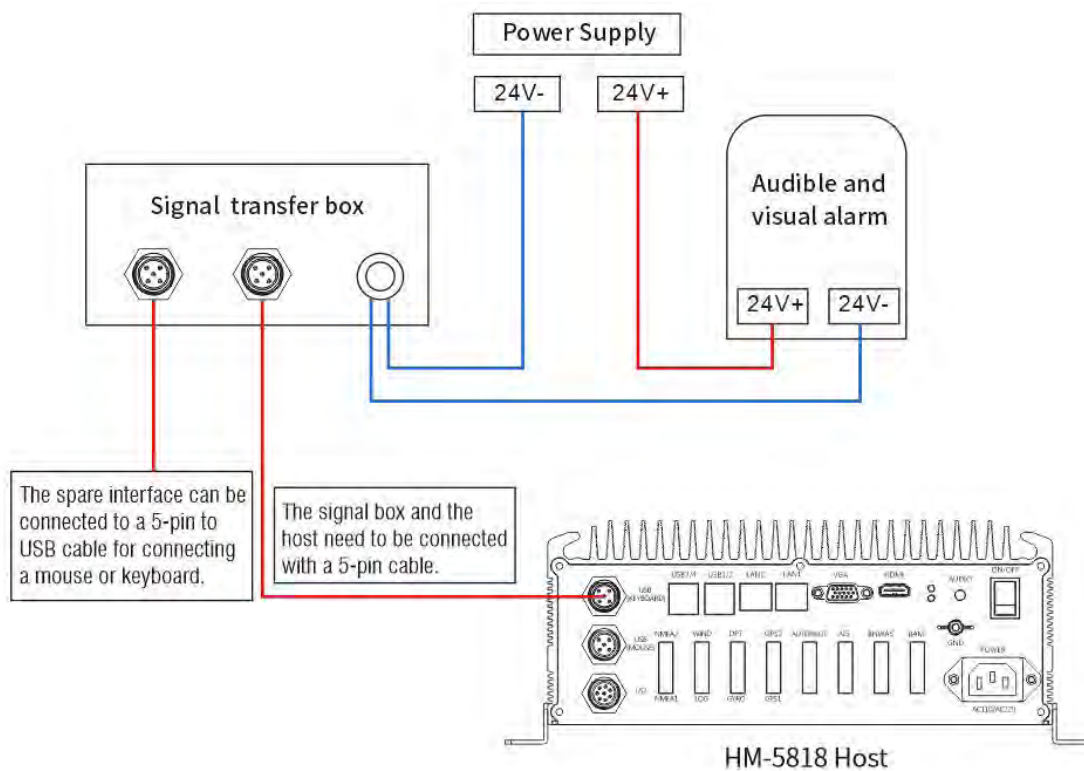 Power Supply
24V-
24V+
Signal transfer box
Audible and
visual alarm
24V+
24V-
The spare interface can be
connected to a 5-pin to
USB cable for connecting
a mouse or keyboard.
The signal box and the
host need to be connected
with a 5-pin cable.
USB
(KEYBOARD)
USB3/4
USB1/2
LAN2
LAN1
VGA
HDMI
AUDIO
ON/OFF
GND
USB
(MOUSE)
NMEA2
WIND
DPT
GPS2
AUTOPILOT
AIS
BNWAS
BAM
POWER
NMEA1
LOG
GYRO
GPS1
HM-5818 Host